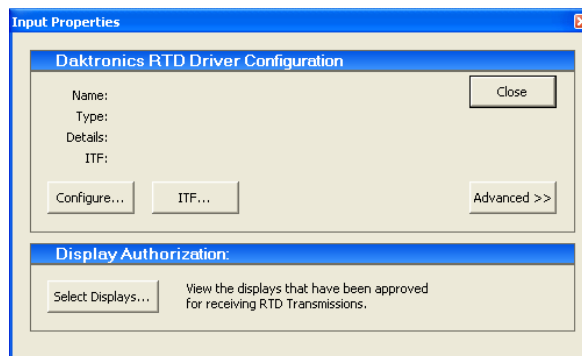 Input Properties
Daktronics RTD Driver Configuration
Name:
Close
Type:
Details:
ITF:
Configure...
ITF...
Advanced >>
Display Authorization:
Select Displays...
View the displays that have been approved
for receiving RTD Transmissions.